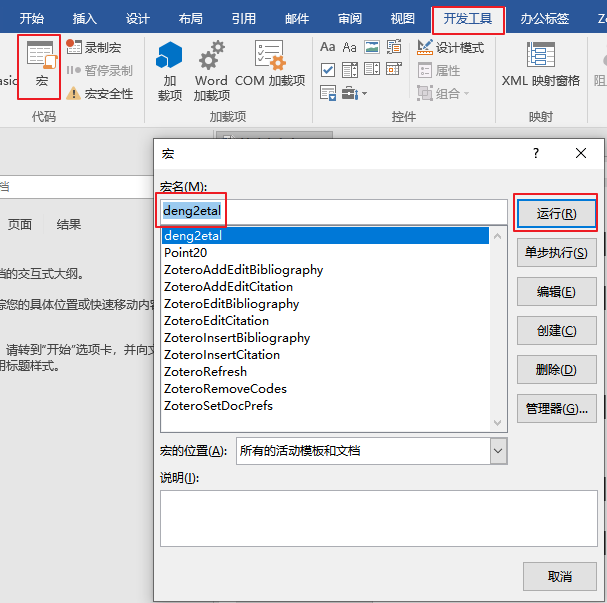 开始 插入 设计 布局 引用 邮件 审阅 视图 开发工具 办公标签 Z
asic 宏 录制宏 暂停录制 宏安全性
加载项 Word 加载项 COM 加载项
Aa Aa 设计模式 属性 组合
XML 映射窗格 阻
代码 加载项 控件 映射
档
页面 结果
当的交互式大纲。
踪您的具体位置或快速移动内容
请转到"开始"选项卡，并向文
用标题样式。
宏 ?
宏名(M):
deng2etal
运行(R)
deng2etal
Point20
ZoteroAddEditBibliography
ZoteroAddEditCitation
ZoteroEditBibliography
ZoteroEditCitation
ZoteroInsertBibliography
ZoteroInsertCitation
ZoteroRefresh
ZoteroRemoveCodes
ZoteroSetDocPrefs
单步执行(S)
编辑(E)
创建(C)
删除(D)
管理器(G)...
宏的位置(A): 所有的活动模板和文档
说明(I):
取消